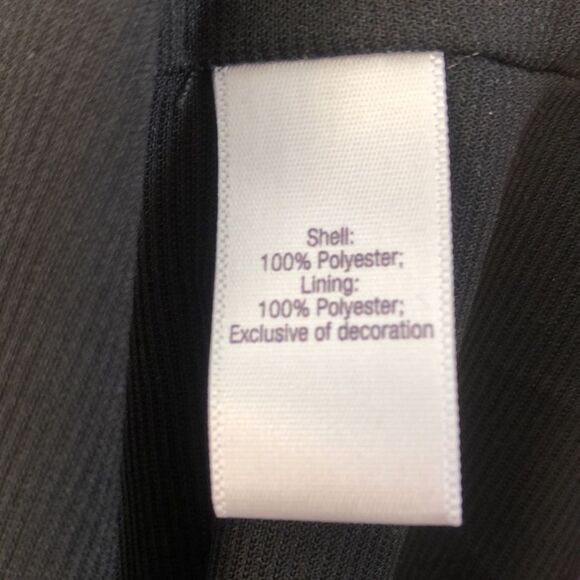 Shell:
100% Polyester;
Lining:
100% Polyester;
Exclusive of decoration